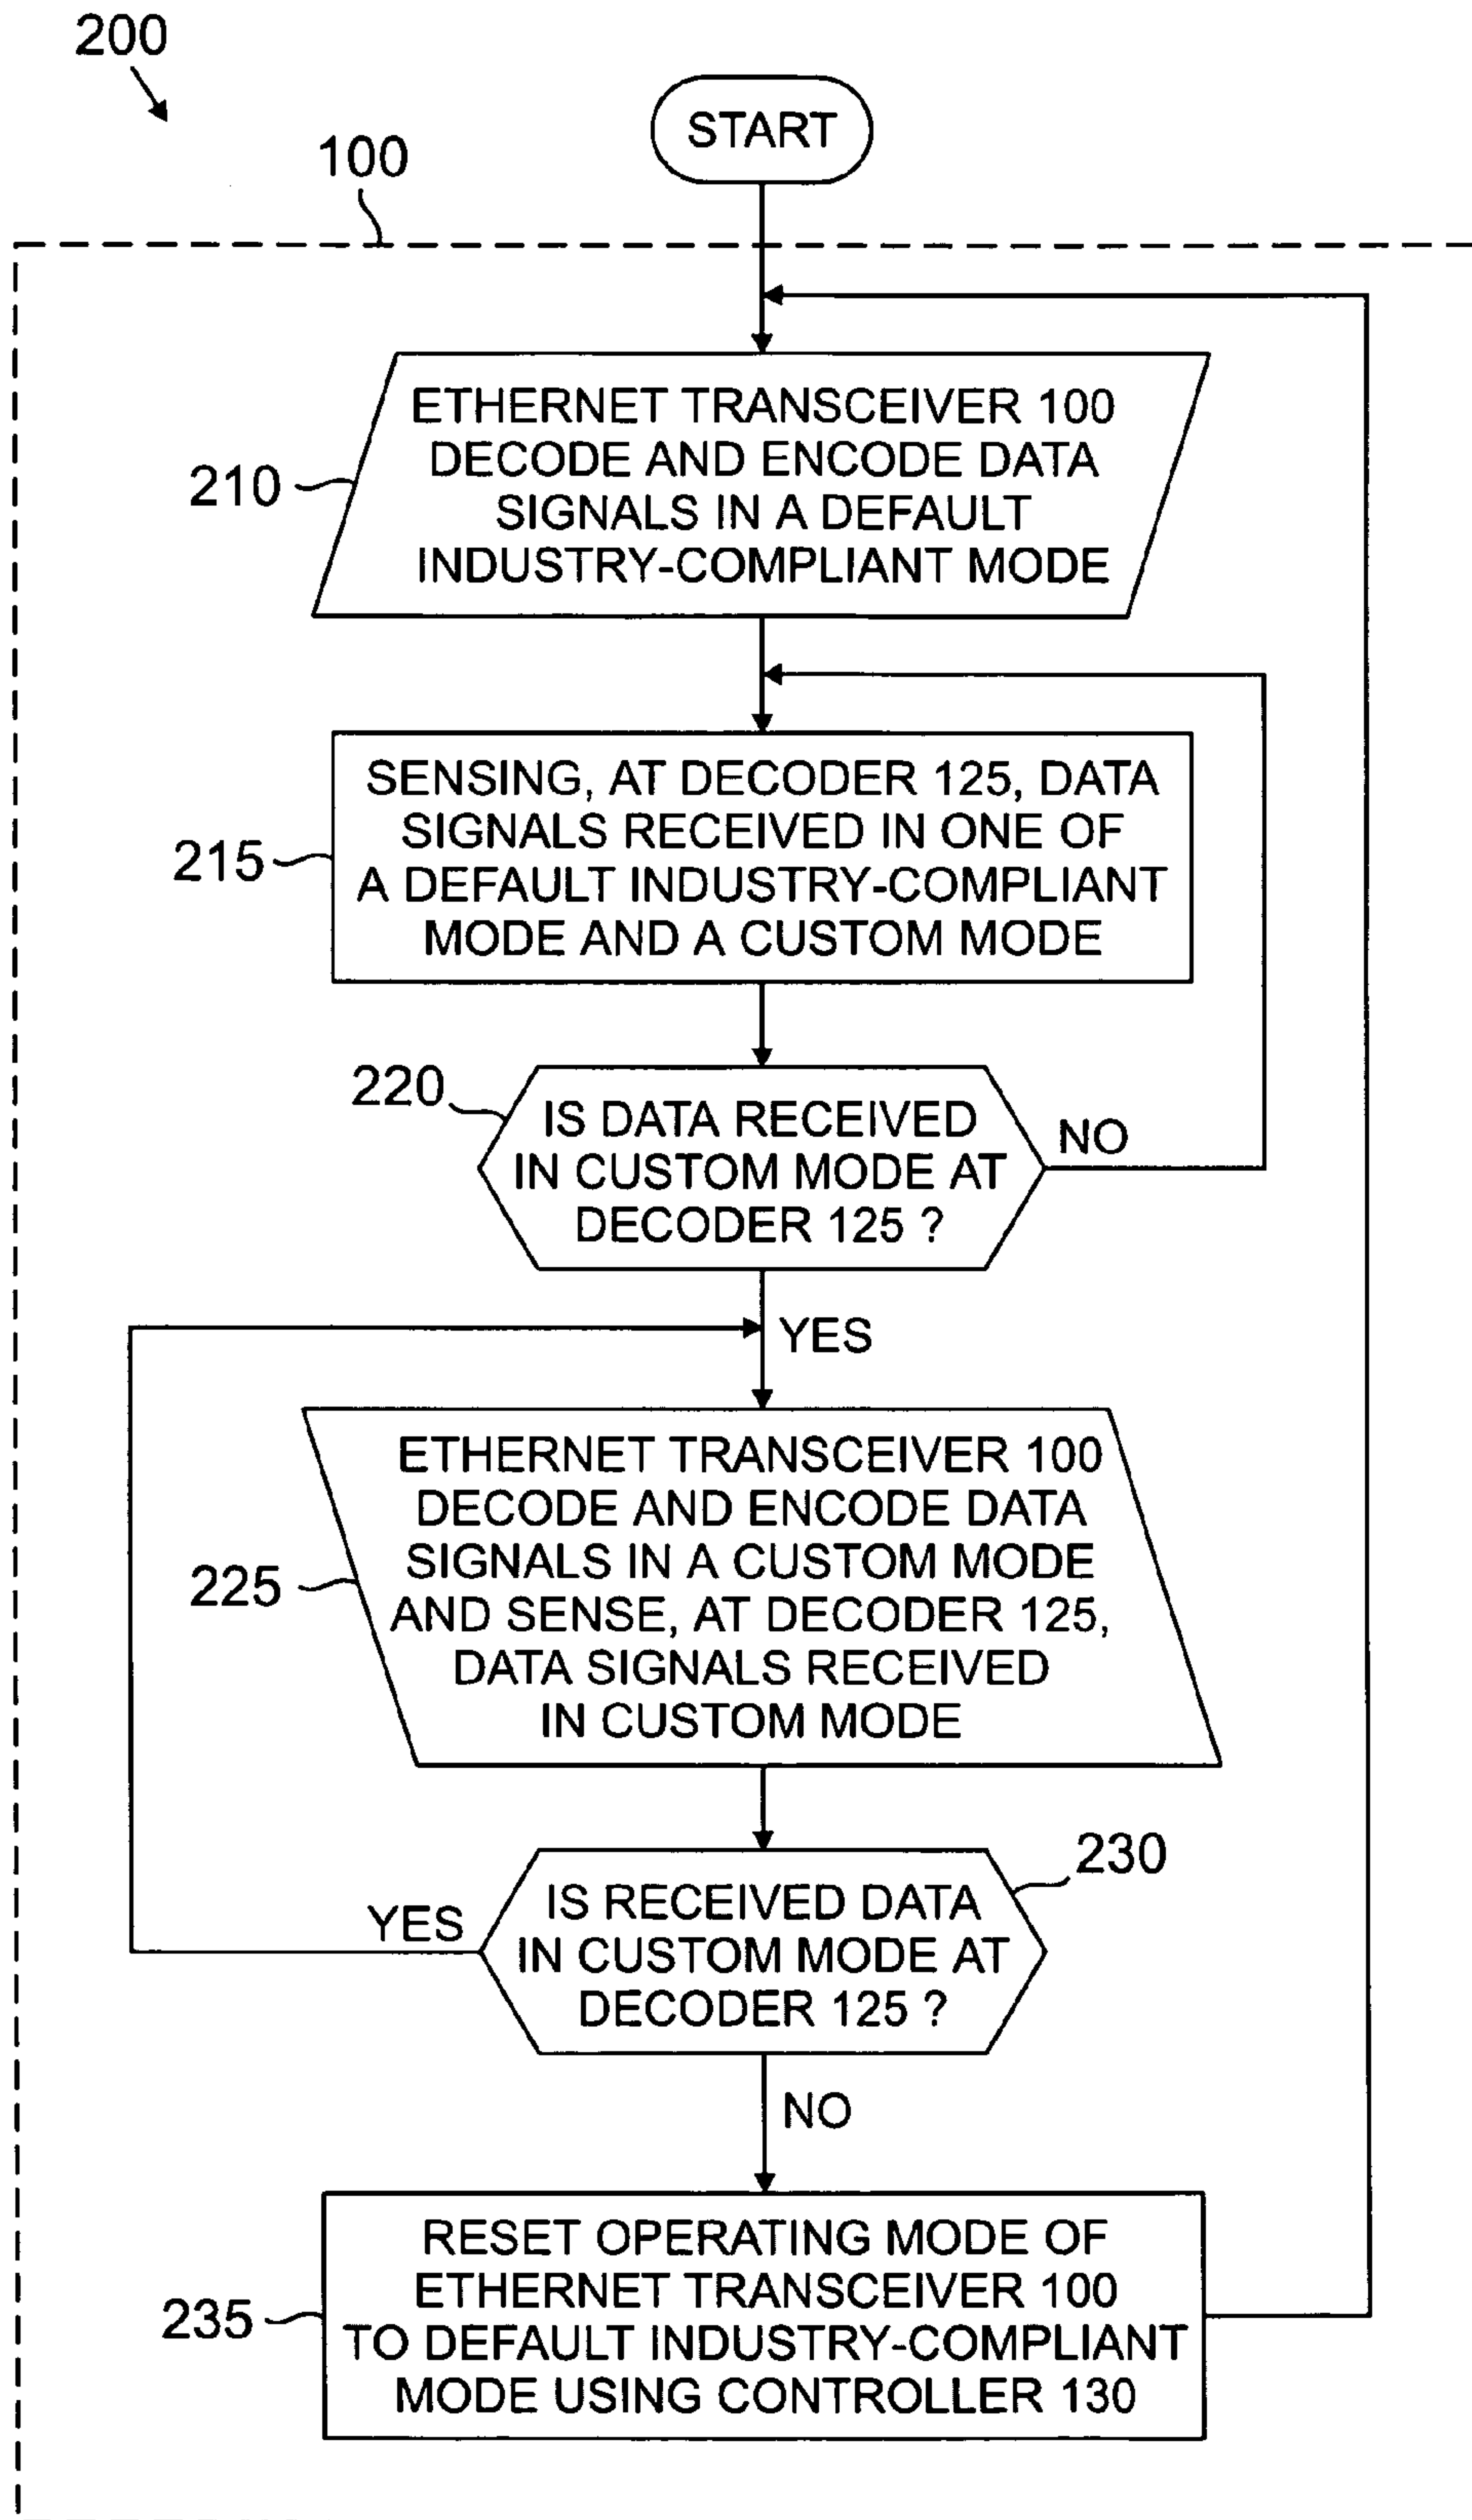 200
START
100
ETHERNET TRANSCEIVER 100
DECODE AND ENCODE DATA
SIGNALS IN A DEFAULT
INDUSTRY-COMPLIANT MODE
210
SENSING, AT DECODER 125, DATA
SIGNALS RECEIVED IN ONE OF
A DEFAULT INDUSTRY-COMPLIANT
MODE AND A CUSTOM MODE
215
220
IS DATA RECEIVED
IN CUSTOM MODE AT
DECODER 125 ?
NO
YES
ETHERNET TRANSCEIVER 100
DECODE AND ENCODE DATA
SIGNALS IN A CUSTOM MODE
AND SENSE, AT DECODER 125,
DATA SIGNALS RECEIVED
IN CUSTOM MODE
225
230
IS RECEIVED DATA
IN CUSTOM MODE AT
DECODER 125 ?
YES
NO
RESET OPERATING MODE OF
ETHERNET TRANSCEIVER 100
TO DEFAULT INDUSTRY-COMPLIANT
MODE USING CONTROLLER 130
235